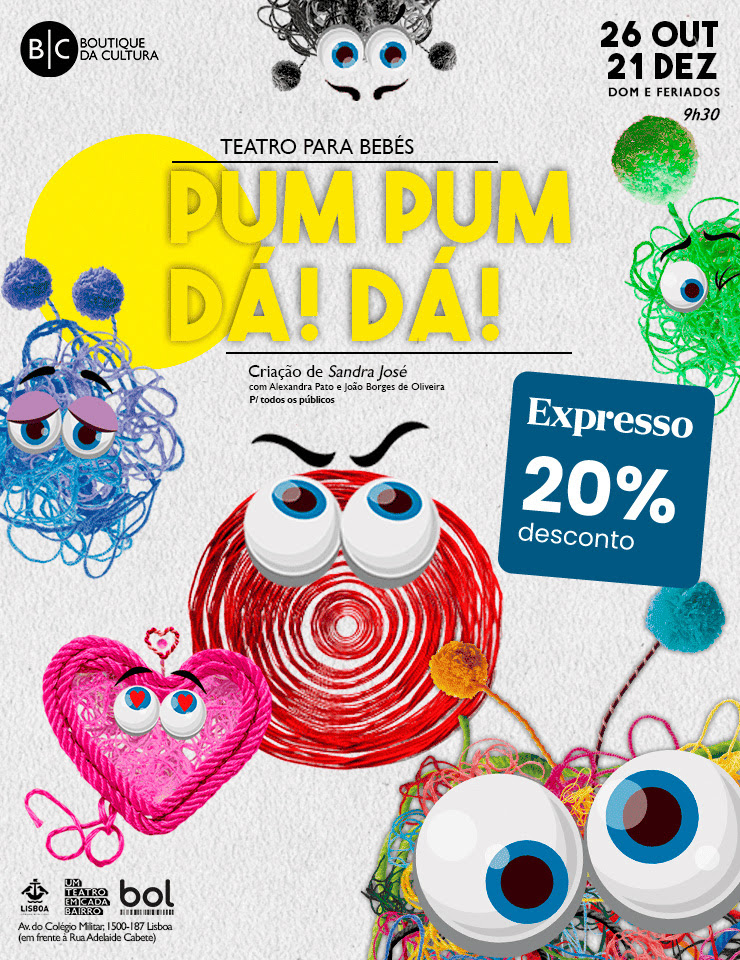 B|C BOUTIQUE
DA CULTURA
26 OUT
21 DEZ
DOM E FERIADOS
9h30
TEATRO PARA BEBÉS
PUM PUM
DÁ! DÁ!
Criação de Sandra José
com Alexandra Pato e João Borges de Oliveira
P/ todos os públicos
Expresso
20%
desconto
LISBOA
UM
TEATRO
EM CADA
BAIRRO
bol
Av. do Colégio Militar, 1500-187 Lisboa
(em frente à Rua Adelaide Cabete)